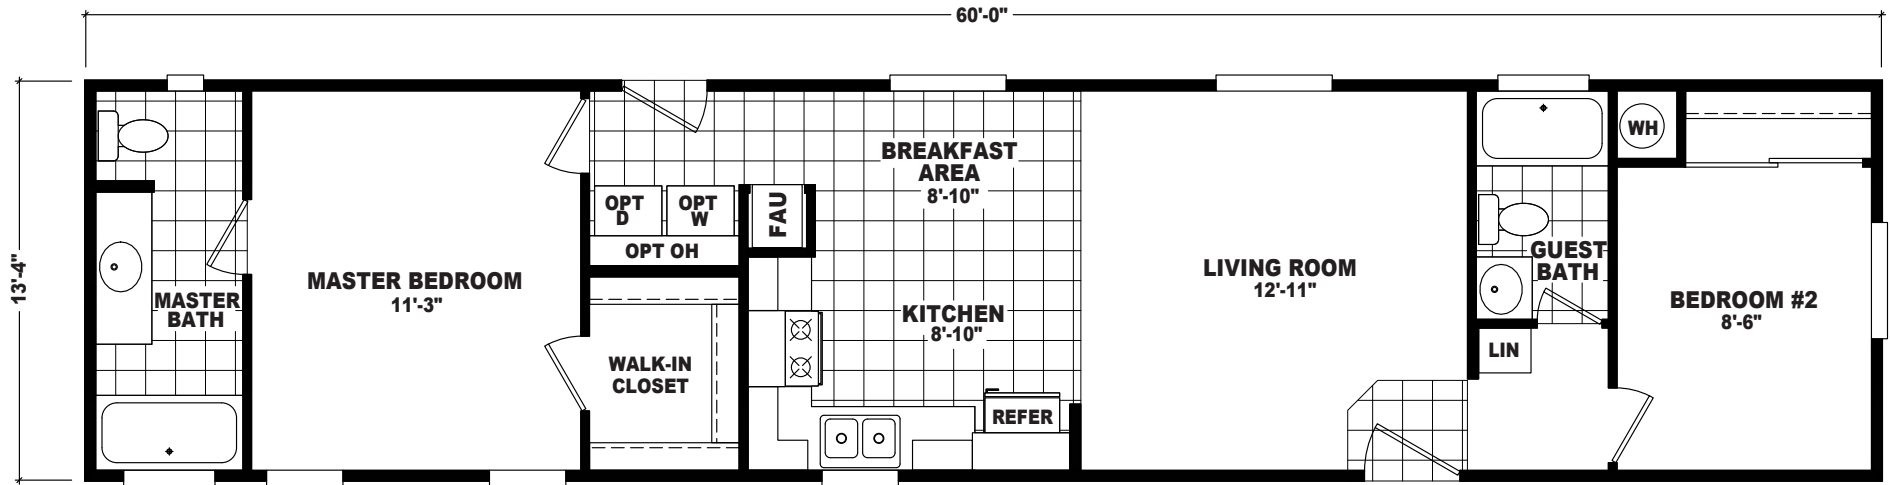 60'-0"
13'-4"
MASTER
BATH
MASTER BEDROOM
11'-3"
OPT
D
OPT
W
OPT OH
FAU
WALK-IN
CLOSET
BREAKFAST
AREA
8'-10"
KITCHEN
8'-10"
REFER
LIVING ROOM
12'-11"
GUEST
BATH
LIN
WH
BEDROOM #2
8'-6"